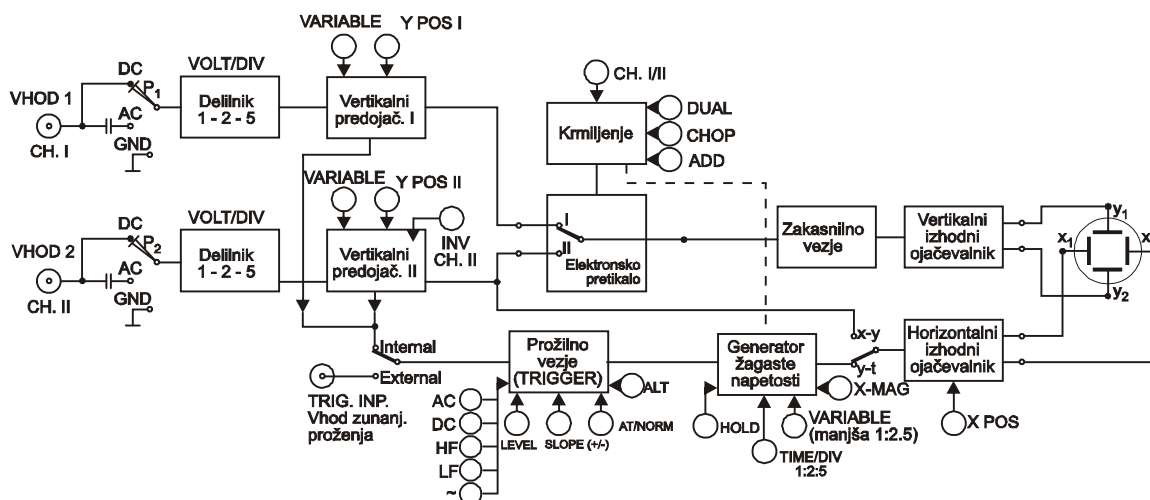 VARIABLE
Y POS I
DC
P1
VOLT/DIV
VHOD 1
AC
Delilnik
1 - 2 - 5
Vertikalni
predojač. I
CH. I
GND
CH. I/II
DUAL
Krmiljenje
CHOP
ADD
VARIABLE
Y POS II
DC
P2
VOLT/DIV
VHOD 2
AC
Delilnik
1 - 2 - 5
Vertikalni
predojač. II
INV
CH. II
CH. II
GND
I
II
Elektronsko
pretikalo
Zakasnilno
vezje
Vertikalni
izhodni
ojačevalnik
y1
x1
x
y2
Internal
External
TRIG. INP.
Vhod zunanj.
proženja
Prožilno
vezje
(TRIGGER)
ALT
AC
DC
HF
LF
~
LEVEL
SLOPE (+/-)
AT/NORM
Generator
žagaste
napetosti
x-y
y-t
X-MAG
HOLD
VARIABLE
(manjša 1:2.5)
TIME/DIV
1:2:5
Horizontalni
izhodni
ojačevalnik
X POS